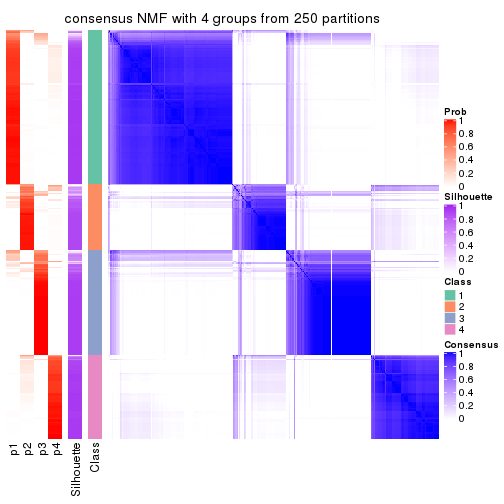 consensus NMF with 4 groups from 250 partitions
Prob
1
0.8
0.6
0.4
0.2
0
Silhouette
1
0.8
0.6
0.4
0.2
0
Class
1
2
3
4
Consensus
1
0.8
0.6
0.4
0.2
0
p1
p2
p3
p4
Silhouette
Class